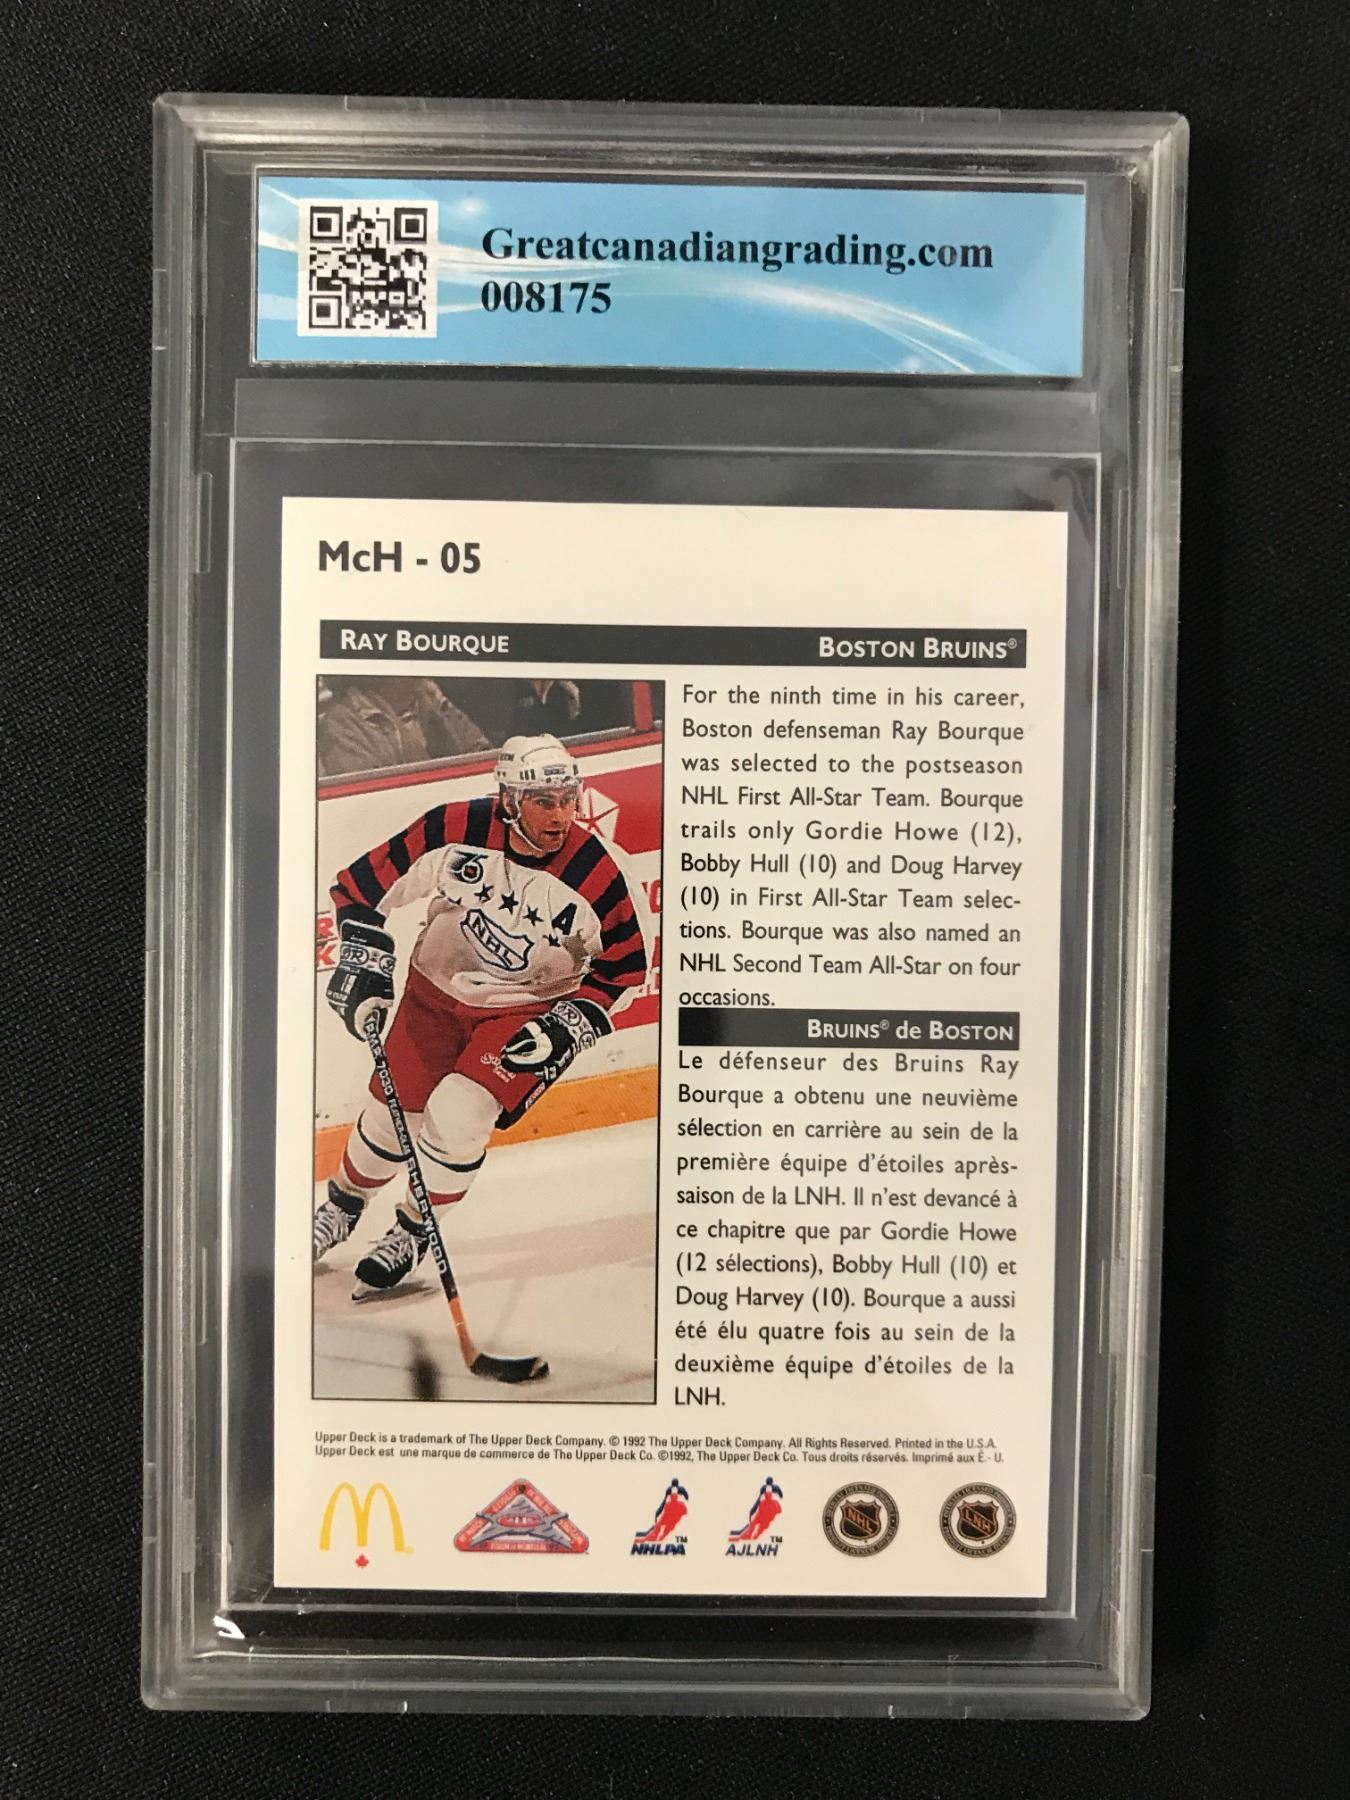 Greatcanadiangrading.com
008175
McH - 05
RAY BOURQUE
BOSTON BRUINS®
For the ninth time in his career,
Boston defenseman Ray Bourque
was selected to the postseason
NHL First All-Star Team. Bourque
trails only Gordie Howe (12),
Bobby Hull (10) and Doug Harvey
(10) in First All-Star Team selec-
tions. Bourque was also named an
NHL Second Team All-Star on four
occasions.
BRUINS® de BOSTON
Le défenseur des Bruins Ray
Bourque a obtenu une neuvième
sélection en carrière au sein de la
première équipe d'étoiles après-
saison de la LNH. Il n'est devancé à
ce chapitre que par Gordie Howe
(12 sélections), Bobby Hull (10) et
Doug Harvey (10). Bourque a aussi
été élu quatre fois au sein de la
deuxième équipe d'étoiles de la
LNH.
75
A
NHL
Upper Deck is a trademark of The Upper Deck Company. © 1992 The Upper Deck Company. All Rights Reserved. Printed in the U.S.A.
Upper Deck est une marque de commerce de The Upper Deck Co. ©1992, The Upper Deck Co. Tous droits réservés. Imprimé aux É.- U.
NHLPA™
AJLNH™
NHL
LNH